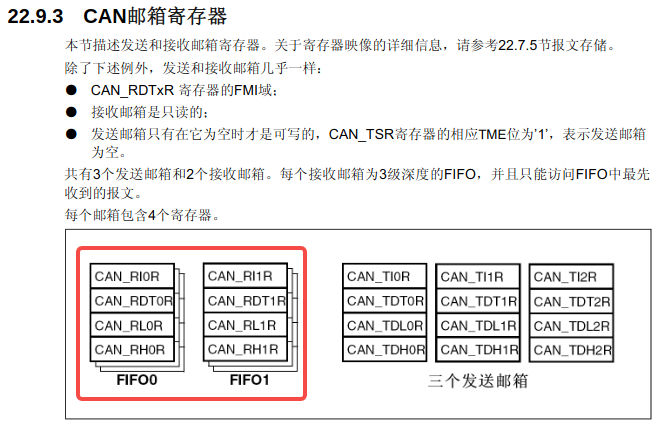 22.9.3 CAN邮箱寄存器
本节描述发送和接收邮箱寄存器。关于寄存器映像的详细信息，请参考22.7.5节报文存储。
除了下述例外，发送和接收邮箱几乎一样：
● CAN_RDTxR 寄存器的FMI域；
● 接收邮箱是只读的；
● 发送邮箱只有在它为空时才是可写的，CAN_TSR寄存器的相应TME位为'1'，表示发送邮箱
为空。
共有3个发送邮箱和2个接收邮箱。每个接收邮箱为3级深度的FIFO，并且只能访问FIFO中最先
收到的报文。
每个邮箱包含4个寄存器。
CAN_RI0R CAN_RI1R CAN_TI0R CAN_TI1R CAN_TI2R
CAN_RDT0R CAN_RDT1R CAN_TDT0R CAN_TDT1R CAN_TDT2R
CAN_RL0R CAN_RL1R CAN_TDL0R CAN_TDL1R CAN_TDL2R
CAN_RH0R CAN_RH1R CAN_TDH0R CAN_TDH1R CAN_TDH2R
FIFO0 FIFO1 三个发送邮箱